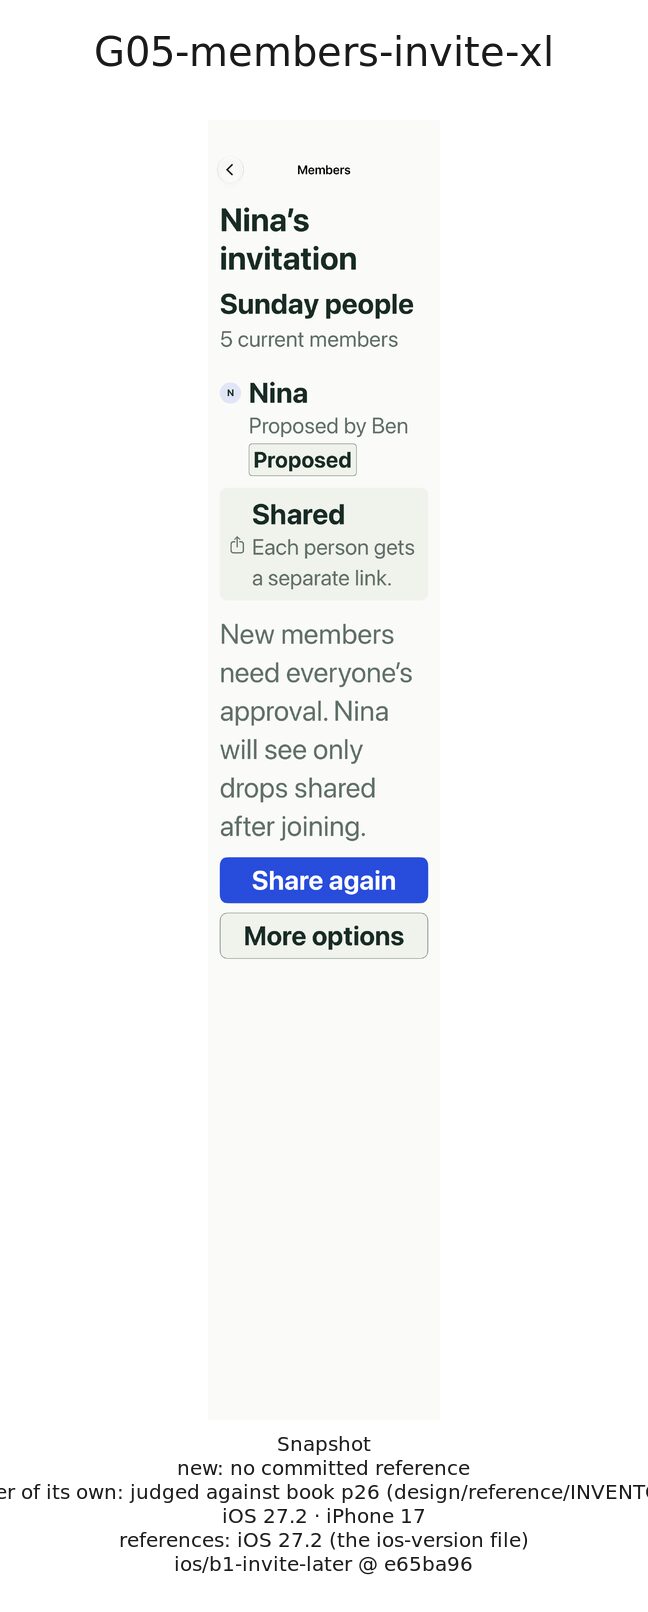 G05-members-invite-xl
Members
Nina’s
invitation
Sunday people
5 current members
N
Nina
Proposed by Ben
Proposed
Shared
Each person gets
a separate link.
New members
need everyone’s
approval. Nina
will see only
drops shared
after joining.
Share again
More options
Snapshot
new: no committed reference
of its own: judged against book p26
iOS 27.2 · iPhone 17
references: iOS 27.2 (the ios-version file)
ios/b1-invite-later @ e65ba96